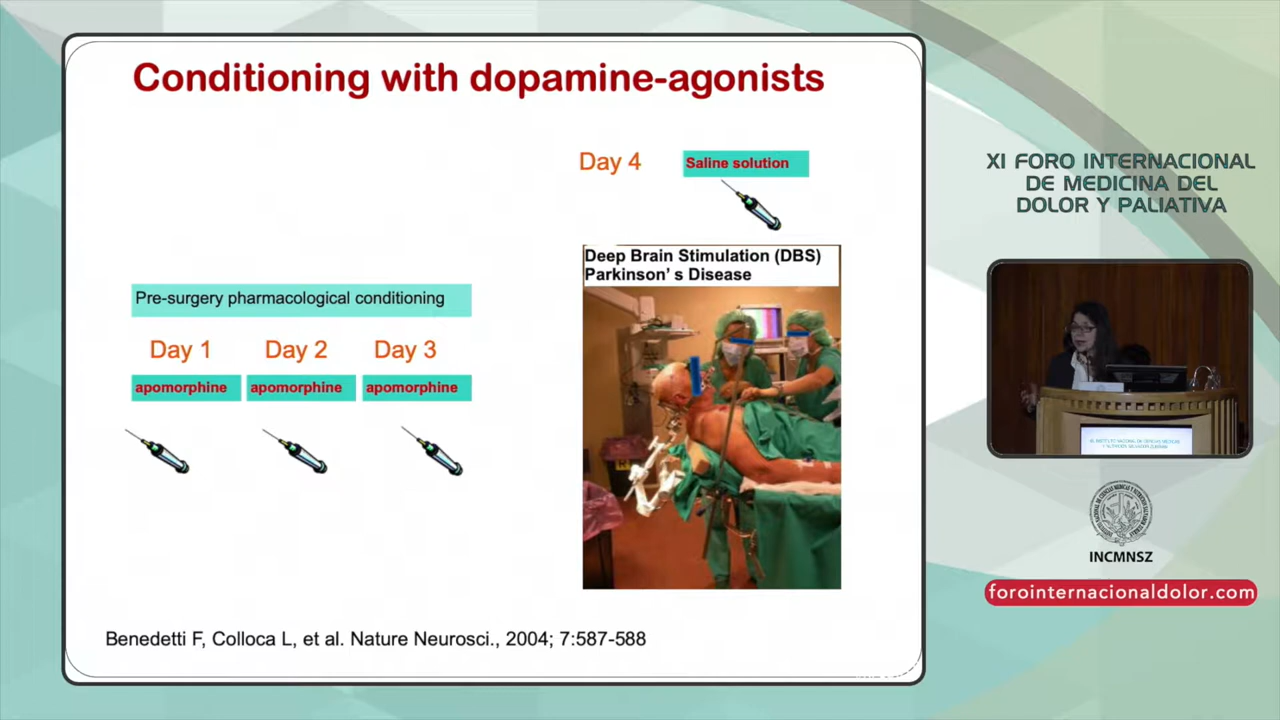 Conditioning with dopamine-agonists
Day 4
Saline solution
Deep Brain Stimulation (DBS)
Parkinson’ s Disease
Pre-surgery pharmacological conditioning
Day 1
Day 2
Day 3
apomorphine
apomorphine
apomorphine
Benedetti F, Colloca L, et al. Nature Neurosci., 2004; 7:587-588
XI FORO INTERNACIONAL
DE MEDICINA DEL
DOLOR Y PALIATIVA
INCMNSZ
forointernacionaldolor.com